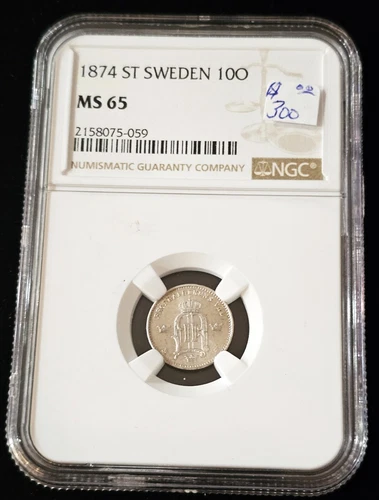 1874 ST SWEDEN 10O
MS 65
2158075-059
NUMISMATIC GUARANTY COMPANY
NGC
300